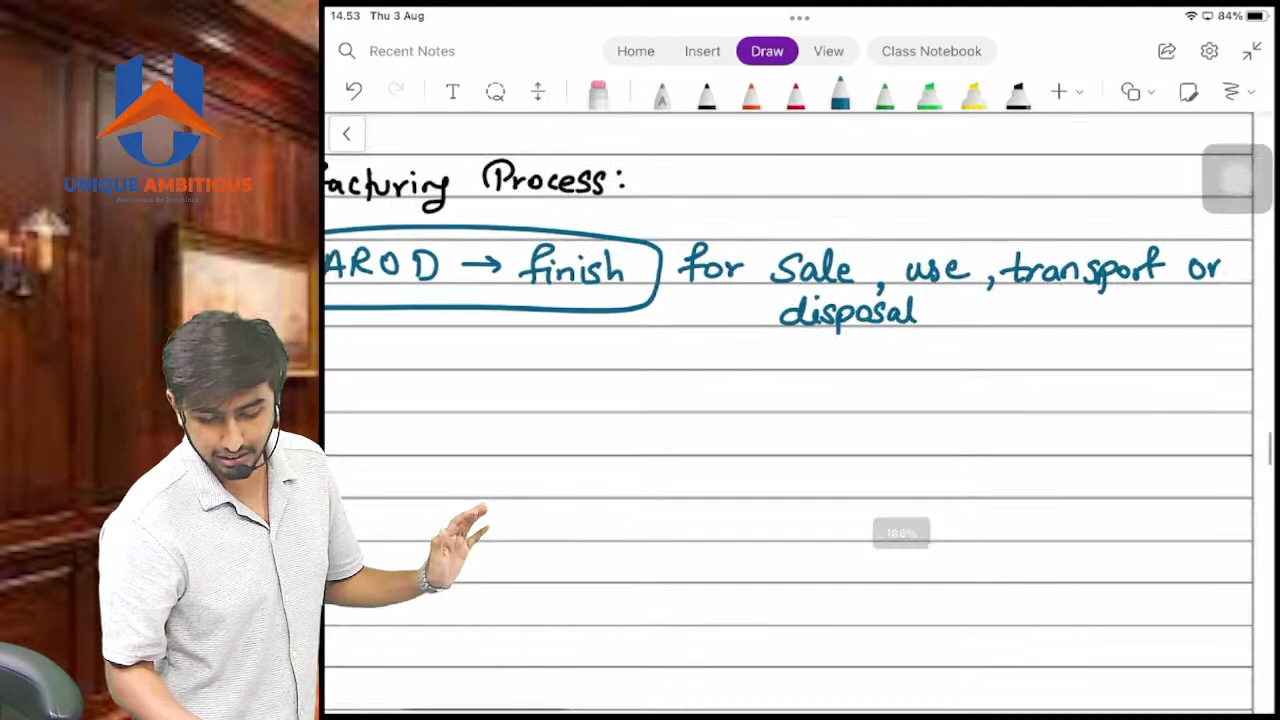 14.53 Thu 3 Aug
84%
Recent Notes
Home Insert Draw View Class Notebook
T
A
UNIQUE AMBITIOUS
facturing Process:
AROD → finish for sale, use, transport or
disposal
188%